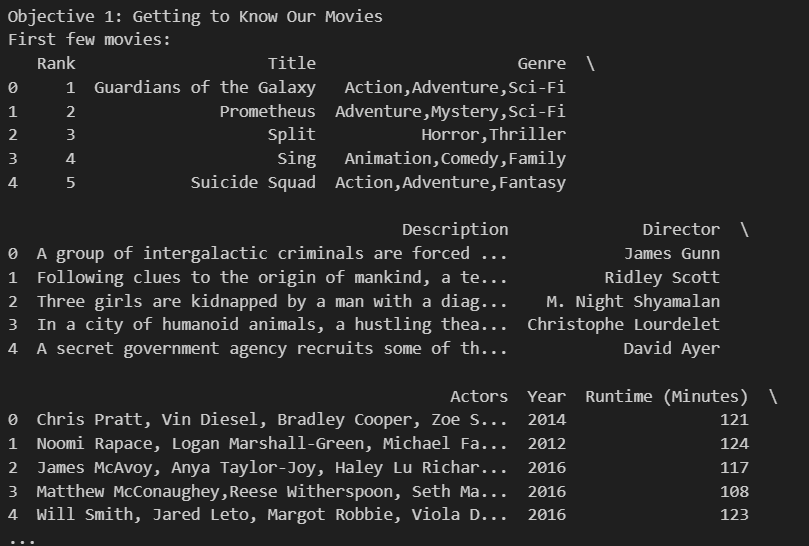 Objective 1: Getting to Know Our Movies
First few movies:
   Rank                    Title                     Genre  \
0     1  Guardians of the Galaxy   Action,Adventure,Sci-Fi
1     2               Prometheus  Adventure,Mystery,Sci-Fi
2     3                    Split           Horror,Thriller
3     4                     Sing   Animation,Comedy,Family
4     5            Suicide Squad  Action,Adventure,Fantasy

                                         Description              Director  \
0  A group of intergalactic criminals are forced ...            James Gunn
1  Following clues to the origin of mankind, a te...          Ridley Scott
2  Three girls are kidnapped by a man with a diag...    M. Night Shyamalan
3  In a city of humanoid animals, a hustling thea...  Christophe Lourdelet
4  A secret government agency recruits some of th...            David Ayer

                                              Actors  Year  Runtime (Minutes)  \
0  Chris Pratt, Vin Diesel, Bradley Cooper, Zoe S...  2014                121
1  Noomi Rapace, Logan Marshall-Green, Michael Fa...  2012                124
2  James McAvoy, Anya Taylor-Joy, Haley Lu Richar...  2016                117
3  Matthew McConaughey,Reese Witherspoon, Seth Ma...  2016                108
4  Will Smith, Jared Leto, Margot Robbie, Viola D...  2016                123
...